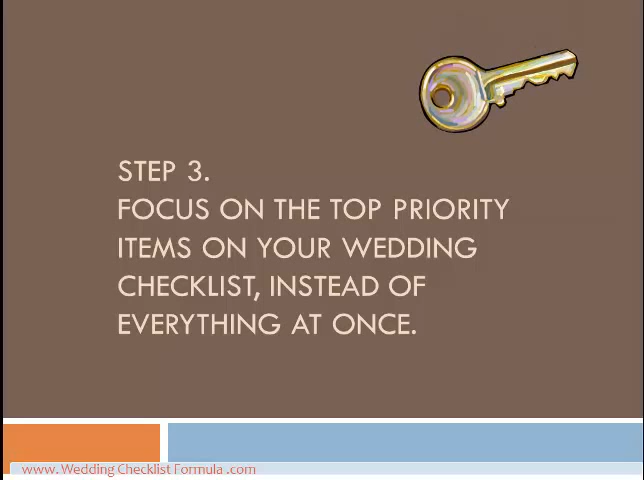 STEP 3.
FOCUS ON THE TOP PRIORITY
ITEMS ON YOUR WEDDING
CHECKLIST, INSTEAD OF
EVERYTHING AT ONCE.
www.Wedding Checklist Formula .com